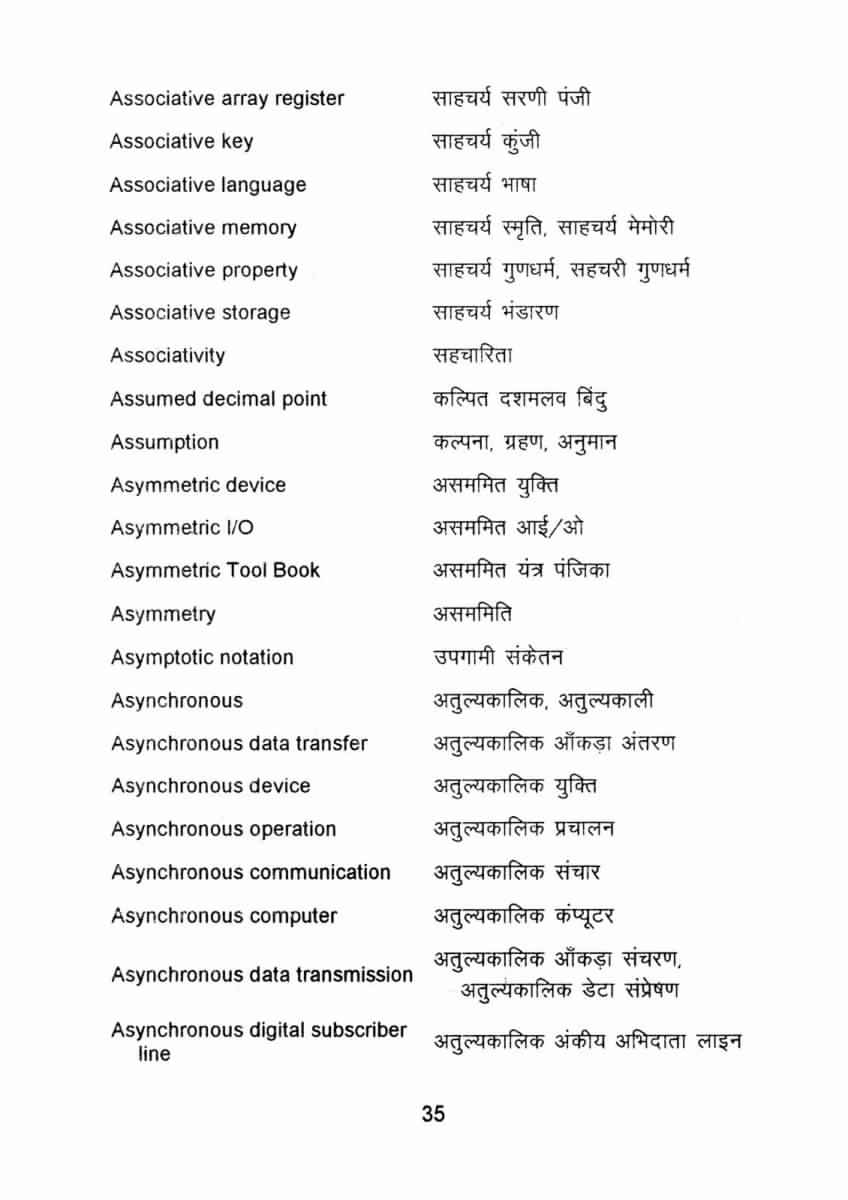 Associative array register साहचर्य सरणी पंजी
Associative key साहचर्य कुंजी
Associative language साहचर्य भाषा
Associative memory साहचर्य स्मृति, साहचर्य मेमोरी
Associative property साहचर्य गुणधर्म, सहचरी गुणधर्म
Associative storage साहचर्य भंडारण
Associativity सहचारिता
Assumed decimal point कल्पित दशमलव बिंदु
Assumption कल्पना, ग्रहण, अनुमान
Asymmetric device असममित युक्ति
Asymmetric I/O असममित आई/ओ
Asymmetric Tool Book असममित यंत्र पंजिका
Asymmetry असममिति
Asymptotic notation उपगामी संकेतन
Asynchronous अतुल्यकालिक, अतुल्यकाली
Asynchronous data transfer अतुल्यकालिक आँकड़ा अंतरण
Asynchronous device अतुल्यकालिक युक्ति
Asynchronous operation अतुल्यकालिक प्रचालन
Asynchronous communication अतुल्यकालिक संचार
Asynchronous computer अतुल्यकालिक कंप्यूटर
Asynchronous data transmission अतुल्यकालिक आँकड़ा संचरण,
अतुल्यकालिक डेटा संप्रेषण
Asynchronous digital subscriber
line अतुल्यकालिक अंकीय अभिदाता लाइन
35